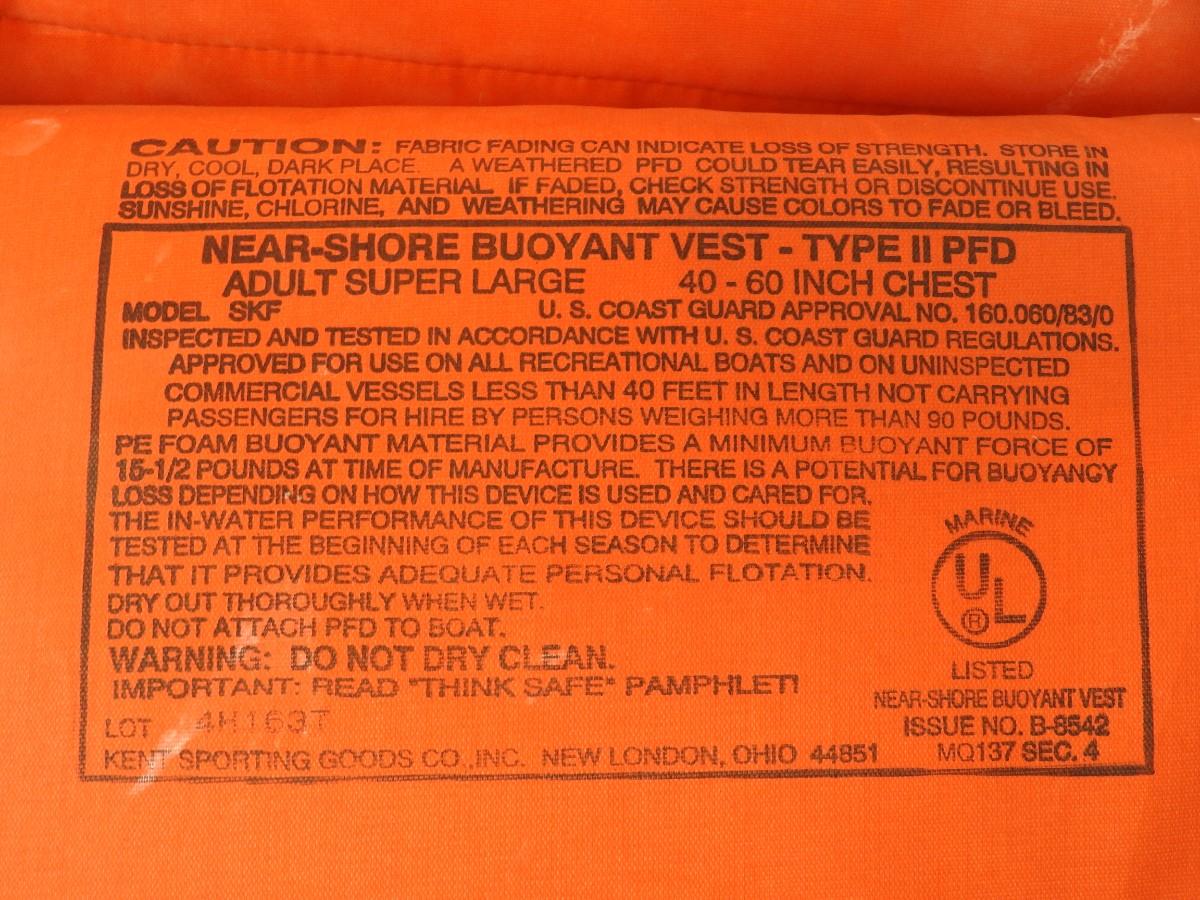 CAUTION: FABRIC FADING CAN INDICATE LOSS OF STRENGTH. STORE IN
DRY, COOL, DARK PLACE. A WEATHERED PFD COULD TEAR EASILY, RESULTING IN
LOSS OF FLOTATION MATERIAL. IF FADED, CHECK STRENGTH OR DISCONTINUE USE.
SUNSHINE, CHLORINE, AND WEATHERING MAY CAUSE COLORS TO FADE OR BLEED.
NEAR-SHORE BUOYANT VEST - TYPE II PFD
ADULT SUPER LARGE 40 - 60 INCH CHEST
MODEL SKF U. S. COAST GUARD APPROVAL NO. 160.060/83/0
INSPECTED AND TESTED IN ACCORDANCE WITH U. S. COAST GUARD REGULATIONS.
APPROVED FOR USE ON ALL RECREATIONAL BOATS AND ON UNINSPECTED
COMMERCIAL VESSELS LESS THAN 40 FEET IN LENGTH NOT CARRYING
PASSENGERS FOR HIRE BY PERSONS WEIGHING MORE THAN 90 POUNDS.
PE FOAM BUOYANT MATERIAL PROVIDES A MINIMUM BUOYANT FORCE OF
15-1/2 POUNDS AT TIME OF MANUFACTURE. THERE IS A POTENTIAL FOR BUOYANCY
LOSS DEPENDING ON HOW THIS DEVICE IS USED AND CARED FOR.
THE IN-WATER PERFORMANCE OF THIS DEVICE SHOULD BE
TESTED AT THE BEGINNING OF EACH SEASON TO DETERMINE
THAT IT PROVIDES ADEQUATE PERSONAL FLOTATION.
DRY OUT THOROUGHLY WHEN WET.
DO NOT ATTACH PFD TO BOAT.
WARNING: DO NOT DRY CLEAN.
IMPORTANT: READ "THINK SAFE" PAMPHLET!
LOT 4H163T
KENT SPORTING GOODS CO.,INC. NEW LONDON, OHIO 44851
MARINE
UL ®
LISTED
NEAR-SHORE BUOYANT VEST
ISSUE NO. B-8542
MQ137 SEC. 4